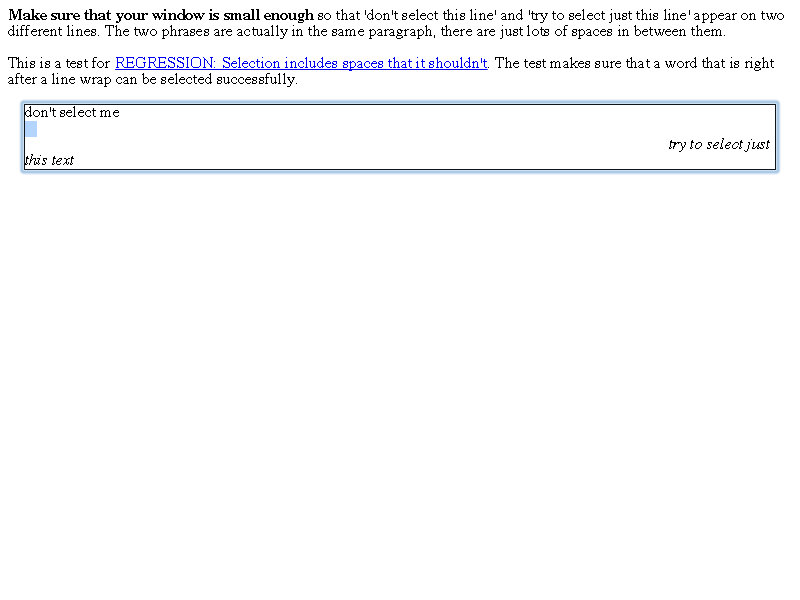 Make sure that your window is small enough so that 'don't select this line' and 'try to select just this line' appear on two
different lines. The two phrases are actually in the same paragraph, there are just lots of spaces in between them.
This is a test for REGRESSION: Selection includes spaces that it shouldn't. The test makes sure that a word that is right
after a line wrap can be selected successfully.
don't select me
try to select just
this text